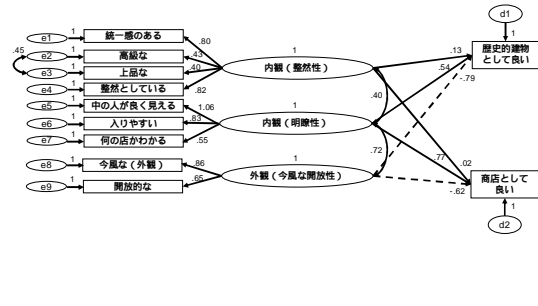 d1
1
e1
1
統一感のある
.80
.45
e2
1
高級な
.43
1
.13
歴史的建物
として良い
e3
1
上品な
.40
内観（整然性）
.54
-.79
e4
1
整然としている
.82
.40
e5
1
中の人が良く見える
1.06
1
e6
1
入りやすい
.83
内観（明瞭性）
e7
1
何の店かわかる
.55
.72
.77
.02
e8
1
今風な（外観）
.86
1
外観（今風な開放性）
商店として
良い
e9
1
開放的な
.65
-.62
1
d2